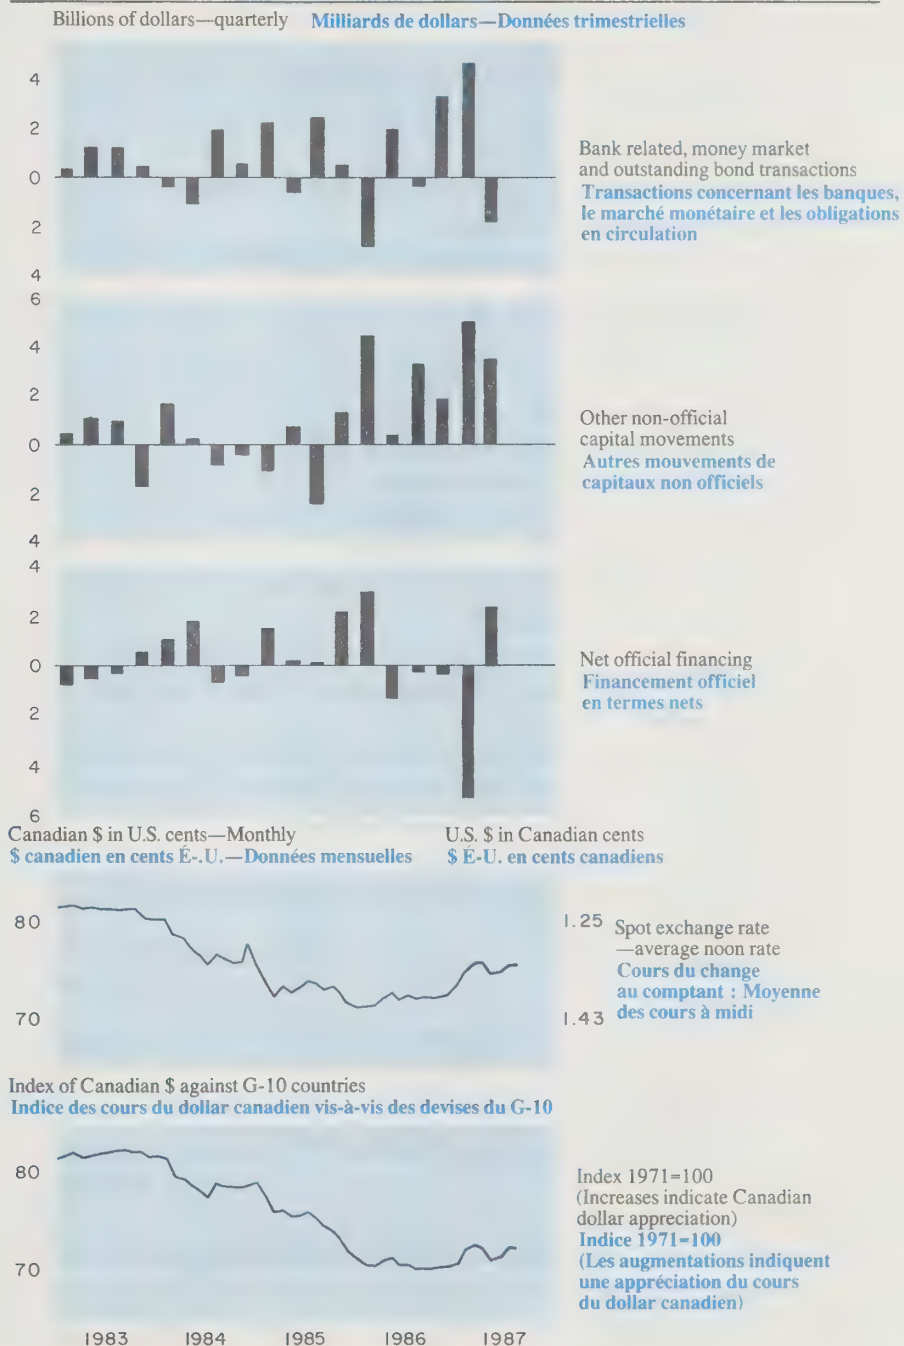 Billions of dollars—quarterly Milliards de dollars—Données trimestrielles
4
2
0
2
4
Bank related, money market
and outstanding bond transactions
Transactions concernant les banques,
le marché monétaire et les obligations
en circulation
6
4
2
0
2
4
Other non-official
capital movements
Autres mouvements de
capitaux non officiels
4
2
0
2
4
6
Net official financing
Financement officiel
en termes nets
Canadian $ in U.S. cents—Monthly
$ canadien en cents É-.U.—Données mensuelles
U.S. $ in Canadian cents
$ É-U. en cents canadiens
80
70
1.25
1.43
Spot exchange rate
—average noon rate
Cours du change
au comptant : Moyenne
des cours à midi
Index of Canadian $ against G-10 countries
Indice des cours du dollar canadien vis-à-vis des devises du G-10
80
70
Index 1971=100
(Increases indicate Canadian
dollar appreciation)
Indice 1971=100
(Les augmentations indiquent
une appréciation du cours
du dollar canadien)
1983 1984 1985 1986 1987